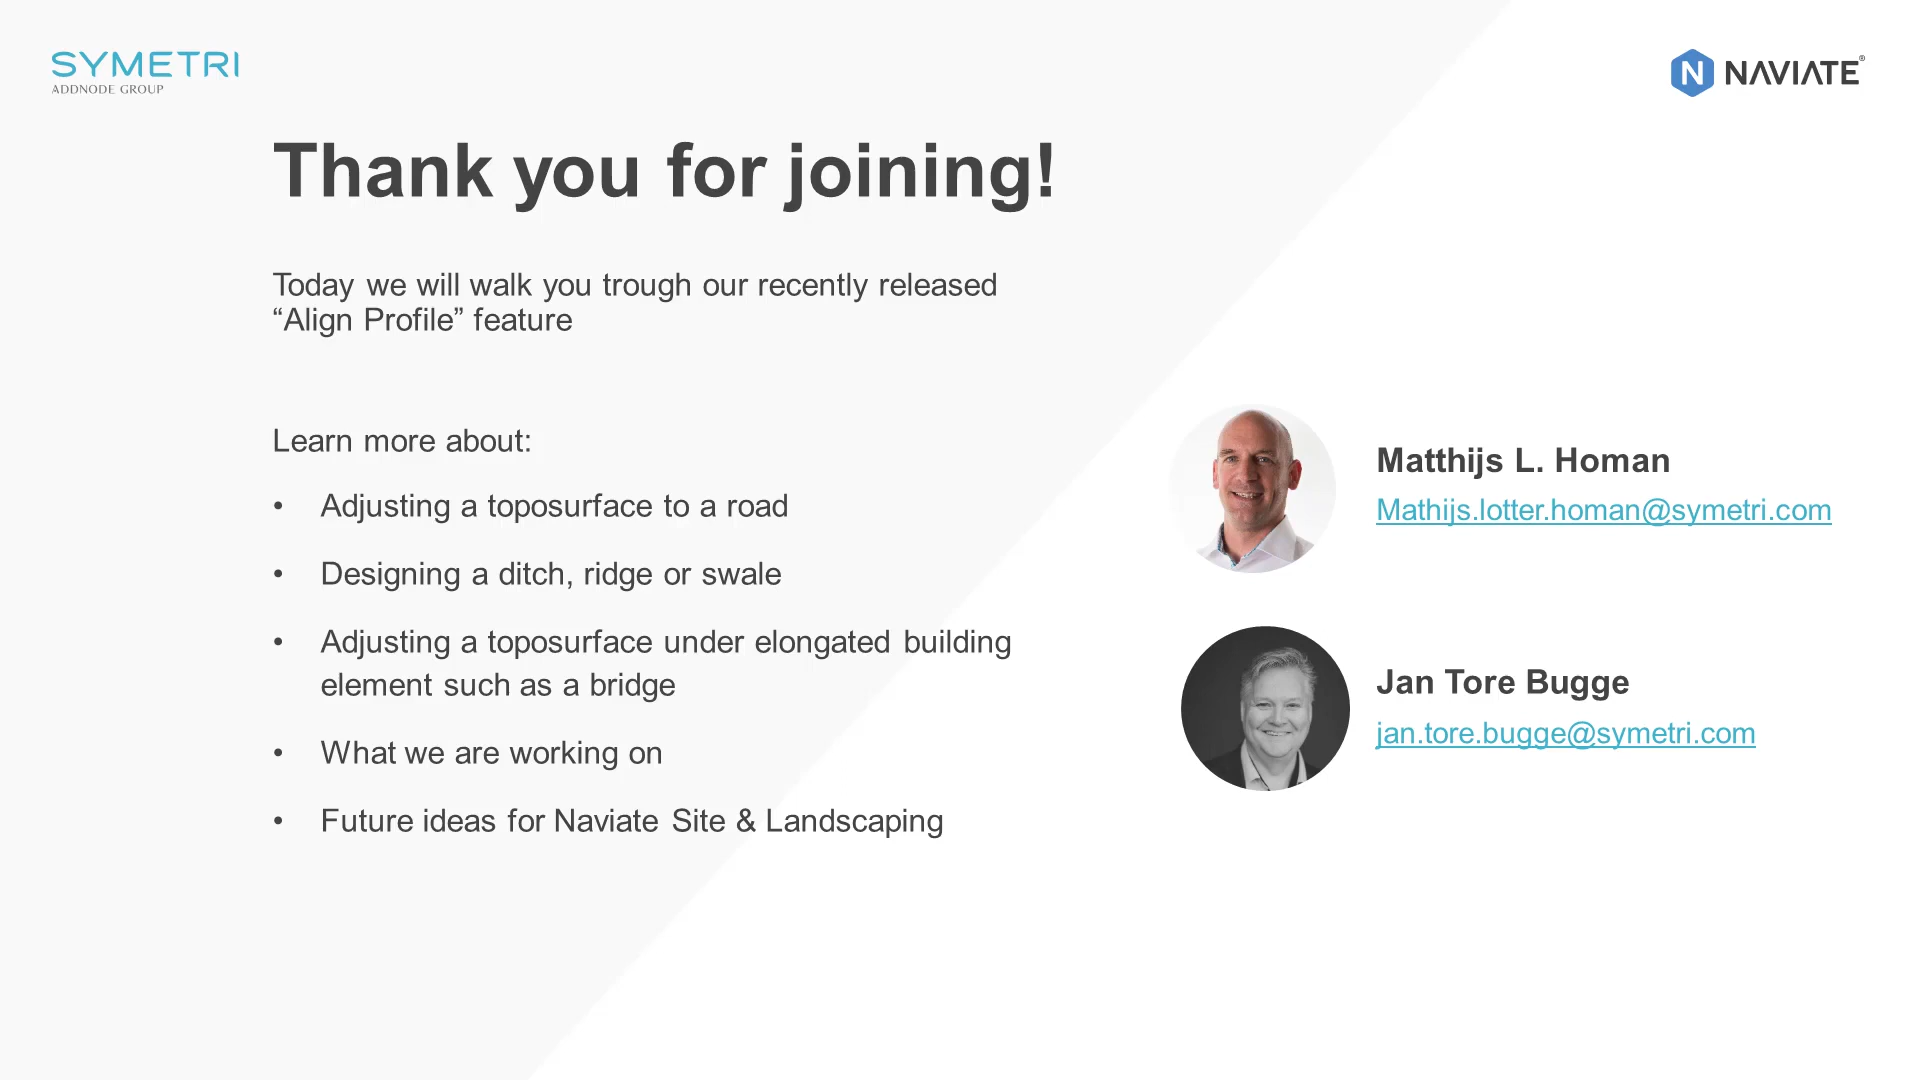 SYMETRI
ADDNODE GROUP
NAVIATE®
Thank you for joining!
Today we will walk you trough our recently released
“Align Profile” feature
Learn more about:
• Adjusting a toposurface to a road
• Designing a ditch, ridge or swale
• Adjusting a toposurface under elongated building
element such as a bridge
• What we are working on
• Future ideas for Naviate Site & Landscaping
Matthijs L. Homan
Mathijs.lotter.homan@symetri.com
Jan Tore Bugge
jan.tore.bugge@symetri.com